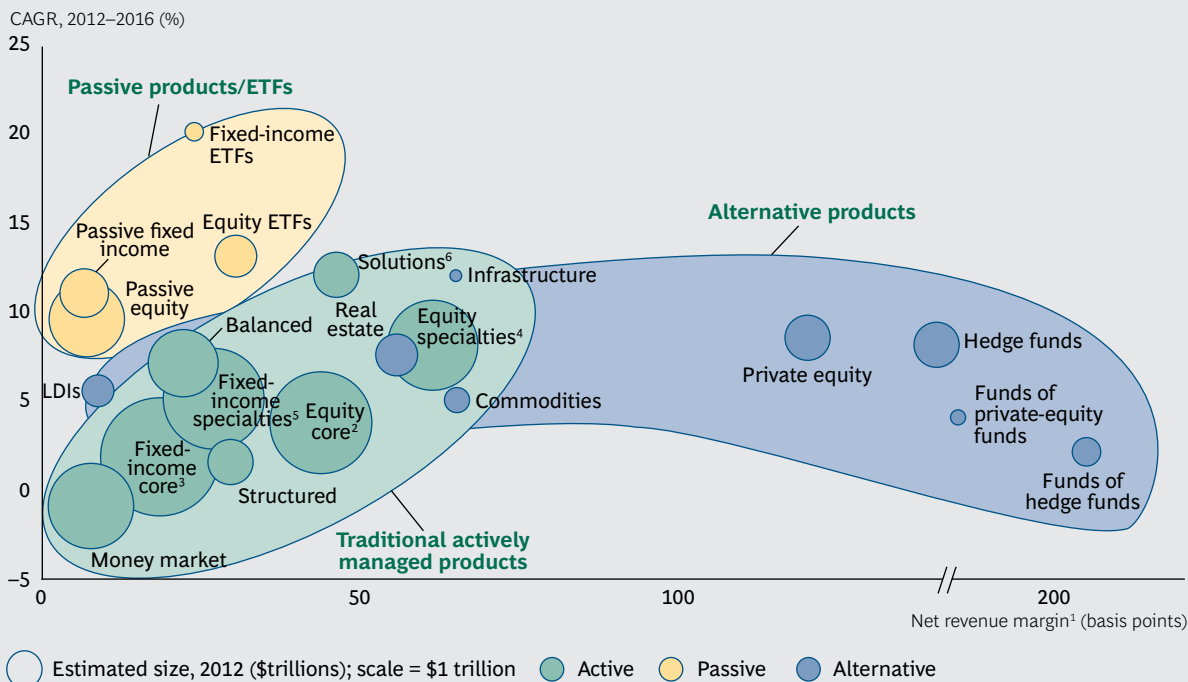 CAGR, 2012–2016 (%)
25
Passive products/ETFs
20
Fixed-income
ETFs
15
Equity ETFs
Passive fixed
income
Alternative products
Solutions⁶
Infrastructure
Passive
equity
10
Balanced
Real
estate
Equity
specialties⁴
Hedge funds
Private equity
LDIs
5
Fixed-
income
specialties⁵
Equity
core²
Commodities
Funds of
private-equity
funds
Fixed-
income
core³
0
Structured
Funds of
hedge funds
Traditional actively
managed products
Money market
–5
0
50
100
200
Net revenue margin¹ (basis points)
Estimated size, 2012 ($trillions); scale = $1 trillion
Active
Passive
Alternative